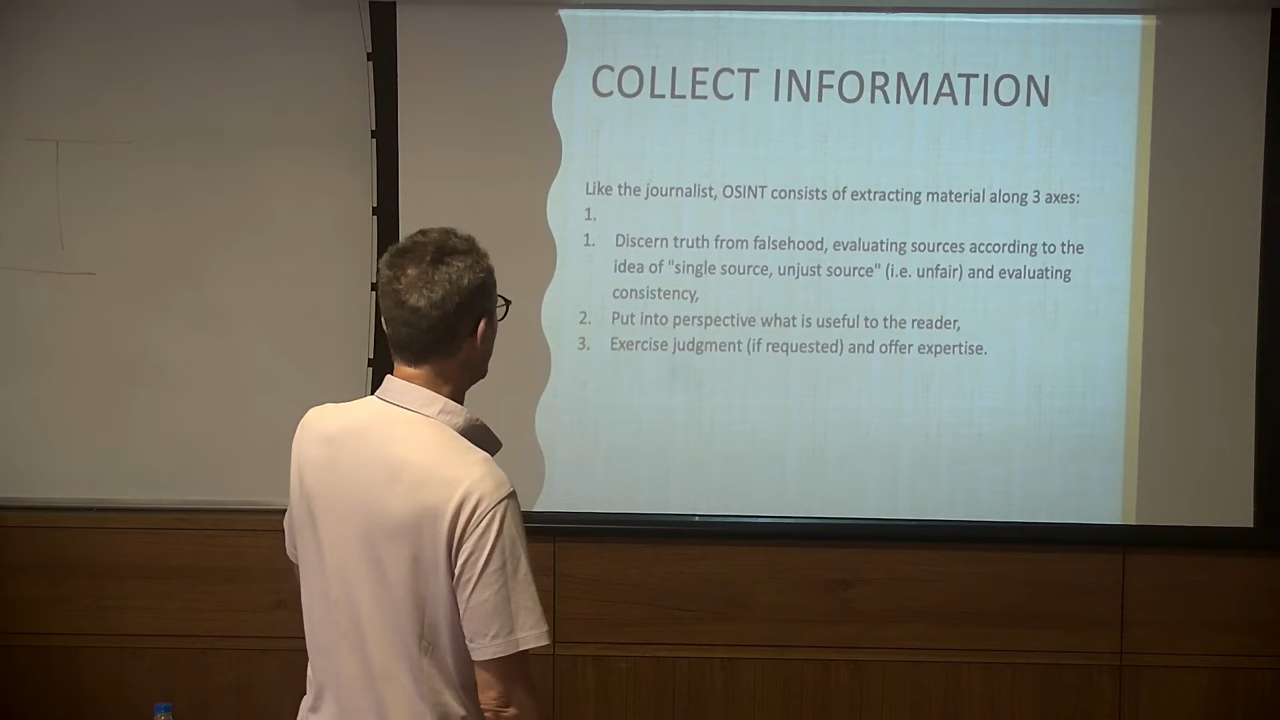 COLLECT INFORMATION
Like the journalist, OSINT consists of extracting material along 3 axes:
1.
1. Discern truth from falsehood, evaluating sources according to the
idea of "single source, unjust source" (i.e. unfair) and evaluating
consistency,
2. Put into perspective what is useful to the reader,
3. Exercise judgment (if requested) and offer expertise.